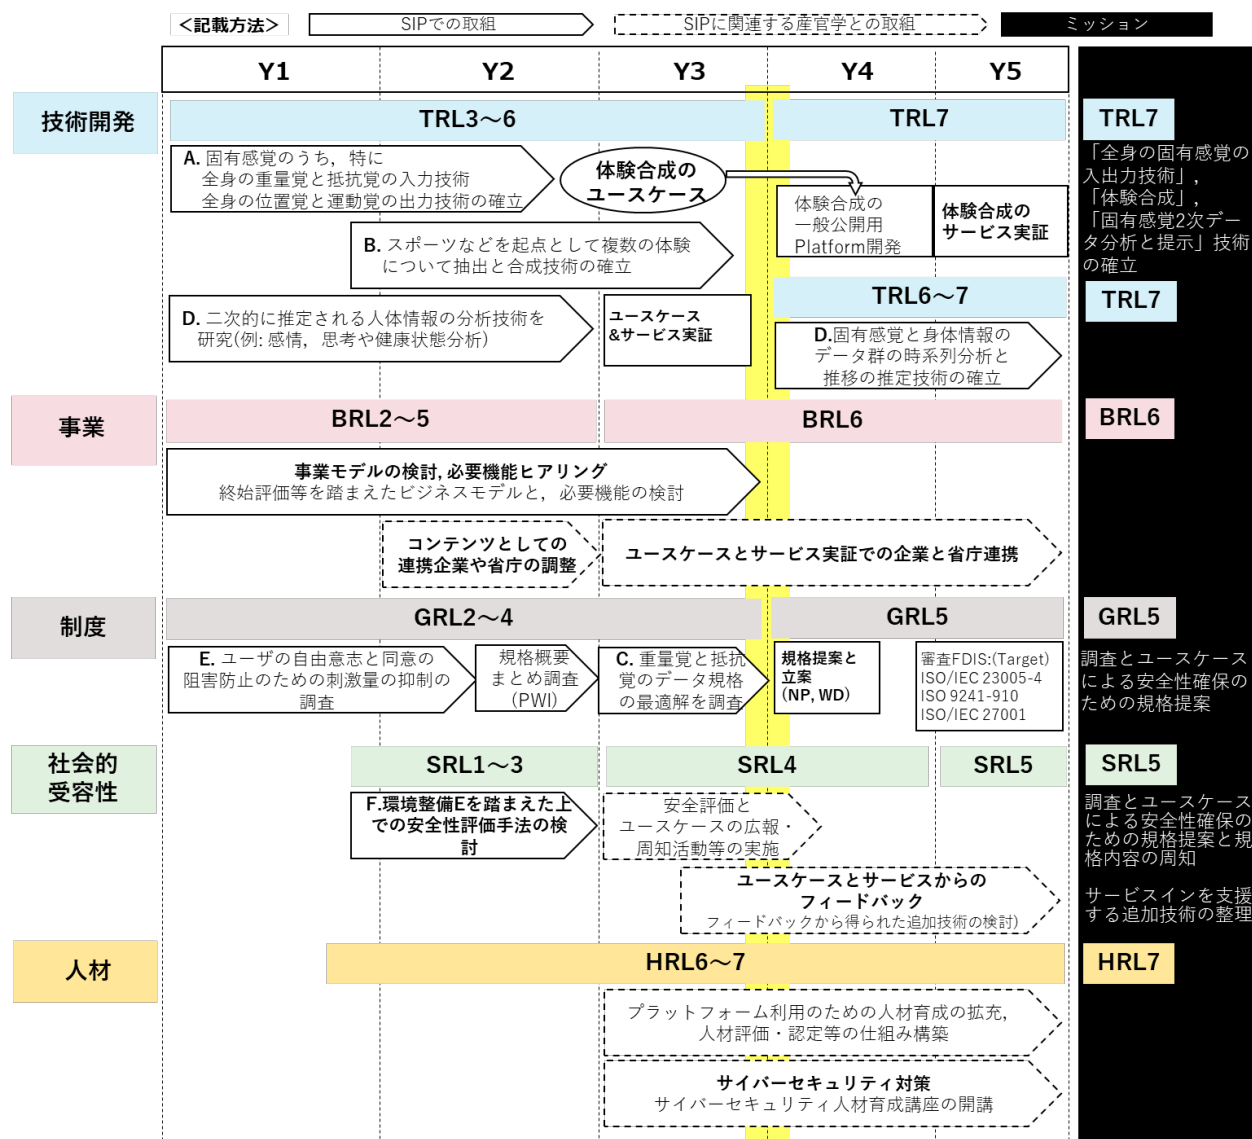 <記載方法>
SIPでの取組
SIPに関連する産官学との取組
ミッション
Y1
Y2
Y3
Y4
Y5
技術開発
TRL3～6
TRL7
TRL7
A. 固有感覚のうち，特に
全身の重量覚と抵抗覚の入力技術
全身の位置覚と運動覚の出力技術の確立
体験合成の
ユースケース
体験合成の
一般公開用
Platform開発
体験合成の
サービス実証
「全身の固有感覚の
入出力技術」，
「体験合成」，
「固有感覚2次デー
タ分析と提示」技術
の確立
B. スポーツなどを起点として複数の体験
について抽出と合成技術の確立
TRL6～7
TRL7
D. 二次的に推定される人体情報の分析技術を
研究(例: 感情，思考や健康状態分析)
ユースケース
&サービス実証
D.固有感覚と身体情報の
データ群の時系列分析と
推移の推定技術の確立
事業
BRL2～5
BRL6
BRL6
事業モデルの検討, 必要機能ヒアリング
終始評価等を踏まえたビジネスモデルと，必要機能の検討
コンテンツとしての
連携企業や省庁の調整
ユースケースとサービス実証での企業と省庁連携
制度
GRL2～4
GRL5
GRL5
E. ユーザの自由意志と同意の
阻害防止のための刺激量の抑制の
調査
規格概要
まとめ調査
(PWI)
C. 重量覚と抵抗
覚のデータ規格
の最適解を調査
規格提案と
立案
(NP, WD)
審査FDIS:(Target)
ISO/IEC 23005-4
ISO 9241-910
ISO/IEC 27001
調査とユースケース
による安全性確保の
ための規格提案
社会的
受容性
SRL1～3
SRL4
SRL5
SRL5
F.環境整備Eを踏まえた上
での安全性評価手法の検
討
安全評価と
ユースケースの広報・
周知活動等の実施
調査とユースケース
による安全性確保の
ための規格提案と規
格内容の周知
ユースケースとサービスからの
フィードバック
フィードバックから得られた追加技術の検討)
サービスインを支援
する追加技術の整理
人材
HRL6～7
HRL7
プラットフォーム利用のための人材育成の拡充,
人材評価・認定等の仕組み構築
サイバーセキュリティ対策
サイバーセキュリティ人材育成講座の開講